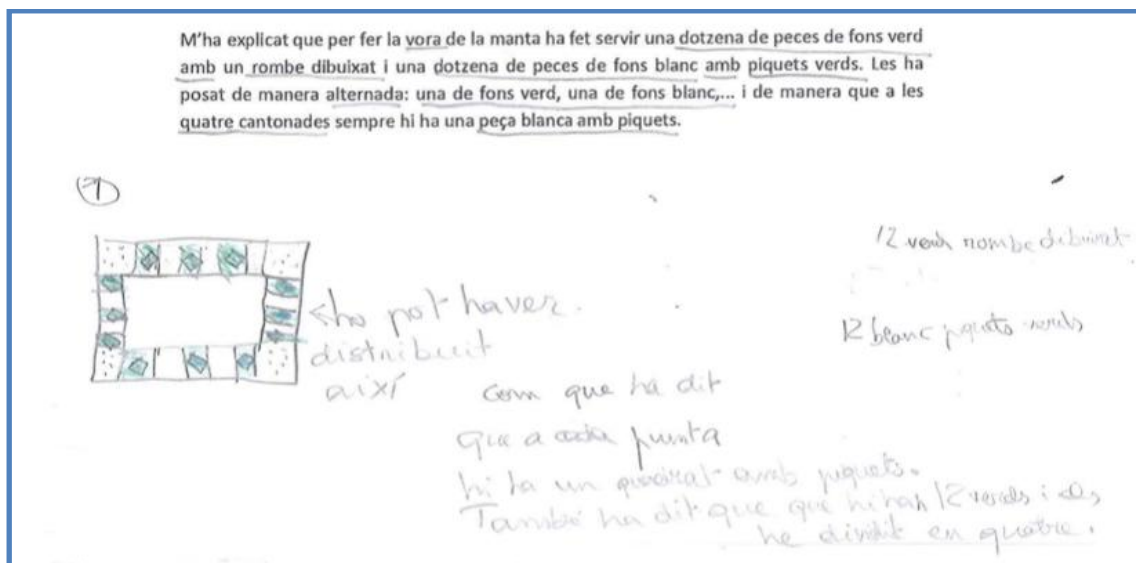 M'ha explicat que per fer la vora de la manta ha fet servir una dotzena de peces de fons verd
amb un rombe dibuixat i una dotzena de peces de fons blanc amb piquets verds. Les ha
posat de manera alternada: una de fons verd, una de fons blanc,... i de manera que a les
quatre cantonades sempre hi ha una peça blanca amb piquets.
1
12 verds rombe dibuixat
12 blanc piquets verds
ho pot haver
distribuit
així
com que ha dit
que a cada punta
hi ha un quadrat amb piquets.
També ha dit que que hi han 12 verds i els
he dividit en quatre.